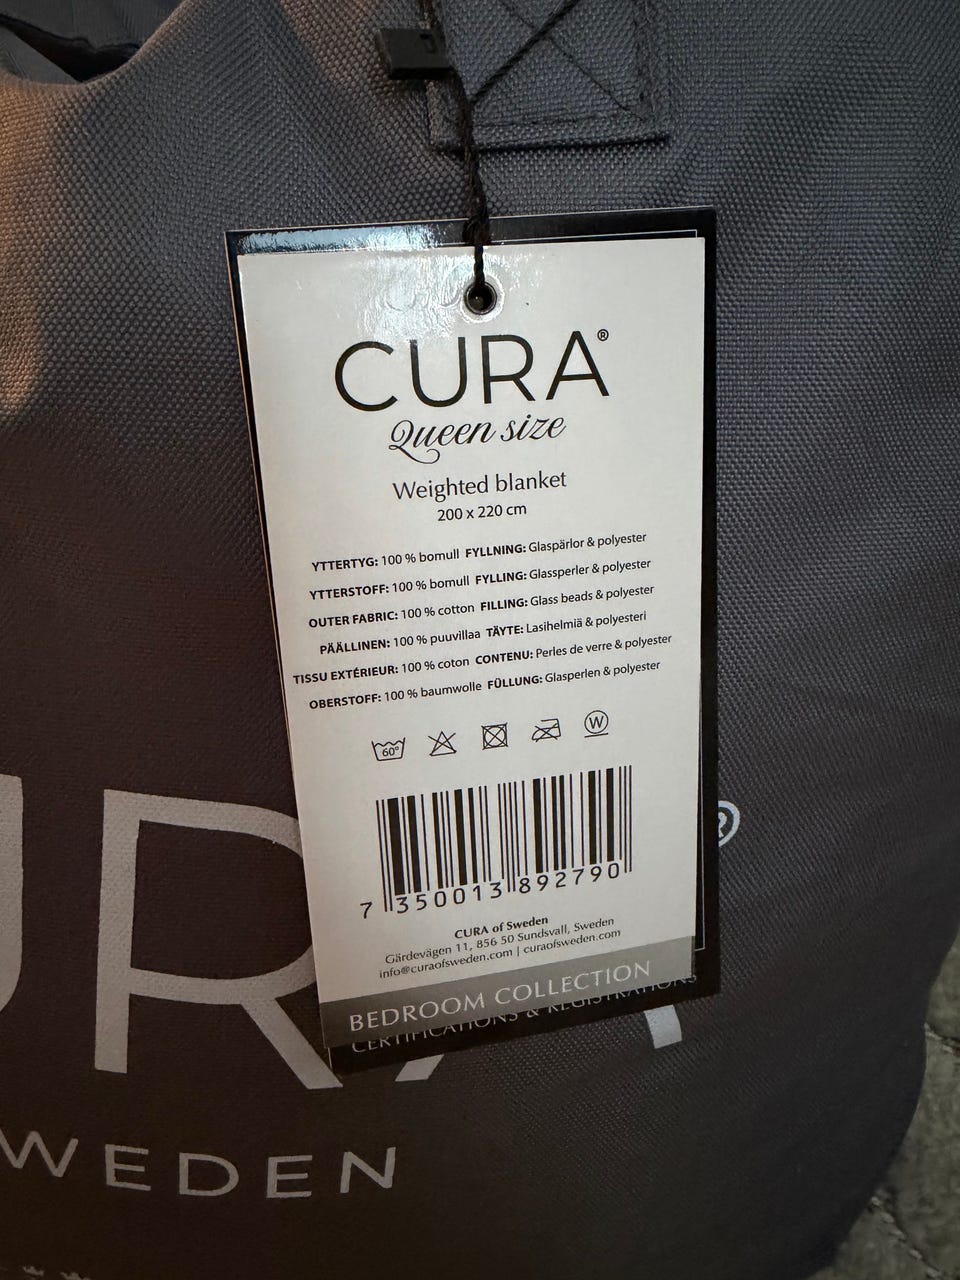 CURA®
Queen size
Weighted blanket
200 x 220 cm
YTTERTYG: 100 % bomull FYLLNING: Glaspärlor & polyester
YTTERSTOFF: 100 % bomull FYLLING: Glassperler & polyester
OUTER FABRIC: 100 % cotton FILLING: Glass beads & polyester
PÄÄLLINEN: 100 % puuvillaa TÄYTE: Lasihelmiä & polyesteri
TISSU EXTÉRIEUR: 100 % coton CONTENU: Perles de verre & polyester
OBERSTOFF: 100 % baumwolle FÜLLUNG: Glasperlen & polyester
60° W
7 350013 892790
CURA of Sweden
Gärdevägen 11, 856 50 Sundsvall, Sweden
info@curaofsweden.com | curaofsweden.com
BEDROOM COLLECTION
CERTIFICATIONS & REGISTRATIONS
URA®
WEDEN